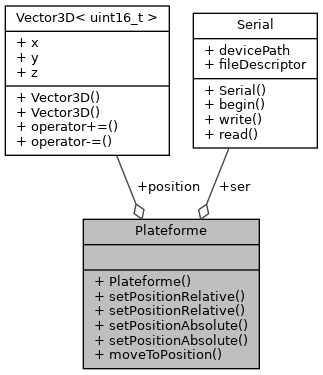 Vector3D< uint16_t >
+ x
+ y
+ z
+ Vector3D()
+ Vector3D()
+ operator+=()
+ operator-=()
Serial
+ devicePath
+ fileDescriptor
+ Serial()
+ begin()
+ write()
+ read()
+position
+ser
Plateforme
+ Plateforme()
+ setPositionRelative()
+ setPositionRelative()
+ setPositionAbsolute()
+ setPositionAbsolute()
+ moveToPosition()